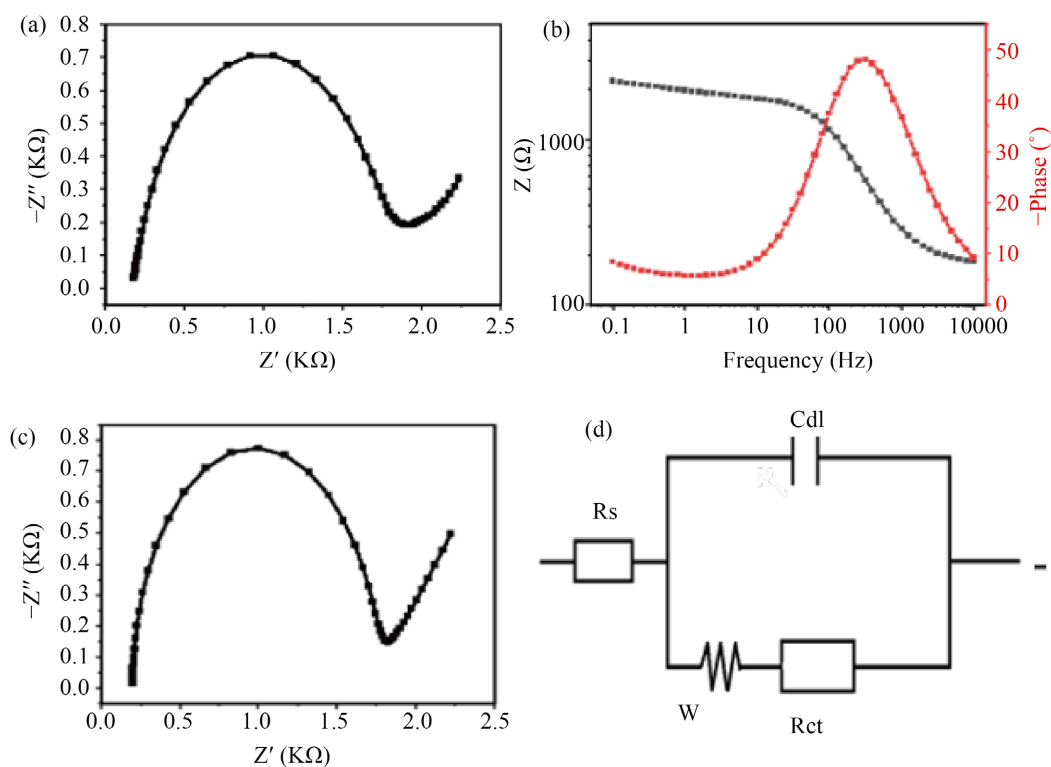 (a)
0.8
0.7
0.6
0.5
0.4
0.3
0.2
0.1
0.0
−Z″ (KΩ)
0.0 0.5 1.0 1.5 2.0 2.5
Z′ (KΩ)
(b)
1000
100
Z (Ω)
50
40
30
20
10
0
−Phase (°)
0.1 1 10 100 1000 10000
Frequency (Hz)
(c)
0.8
0.7
0.6
0.5
0.4
0.3
0.2
0.1
0.0
−Z″ (KΩ)
0.0 0.5 1.0 1.5 2.0 2.5
Z′ (KΩ)
(d)
Cdl
Rs
W
Rct